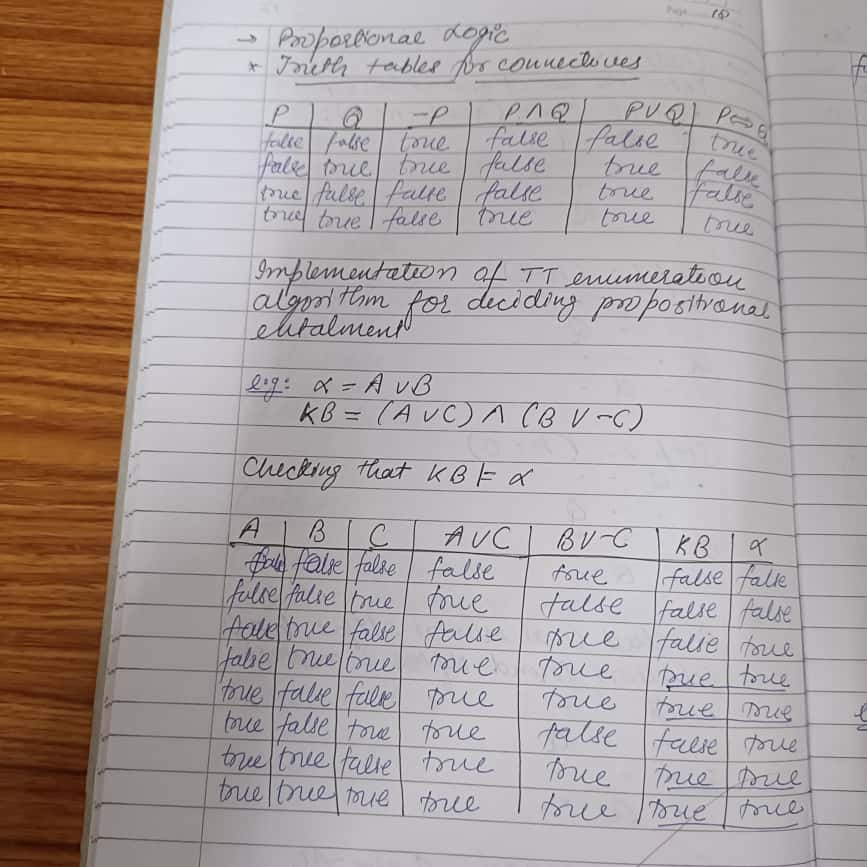 18
→ Propositional Logic
* Truth tables for connectives
P | Q | ¬P | P∧Q | P∨Q | P⇔Q
false | false | true | false | false | true
false | true | true | false | true | false
true | false | false | false | true | false
true | true | false | true | true | true
Implementation of TT enumeration
algorithm for deciding propositional
entalment
e.g: α = A ∪ B
KB = (A ∪ C) ∧ (B ∪ ¬C)
Checking that KB ⊨ α
A | B | C | A∪C | B∪¬C | KB | α
false | false | false | false | true | false | false
false | false | true | true | false | false | false
false | true | false | false | true | false | true
false | true | true | true | true | true | true
true | false | false | true | true | true | true
true | false | true | true | false | false | true
true | true | false | true | true | true | true
true | true | true | true | true | true | true